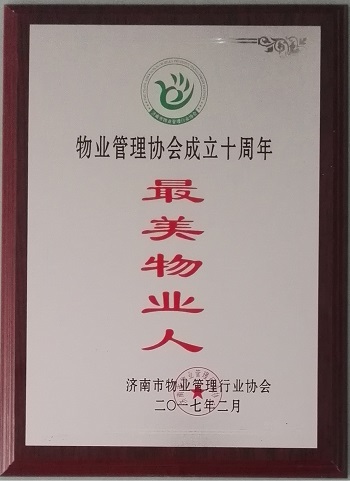 物业管理协会成立十周年
最美物业人
济南市物业管理行业协会
二〇一七年二月